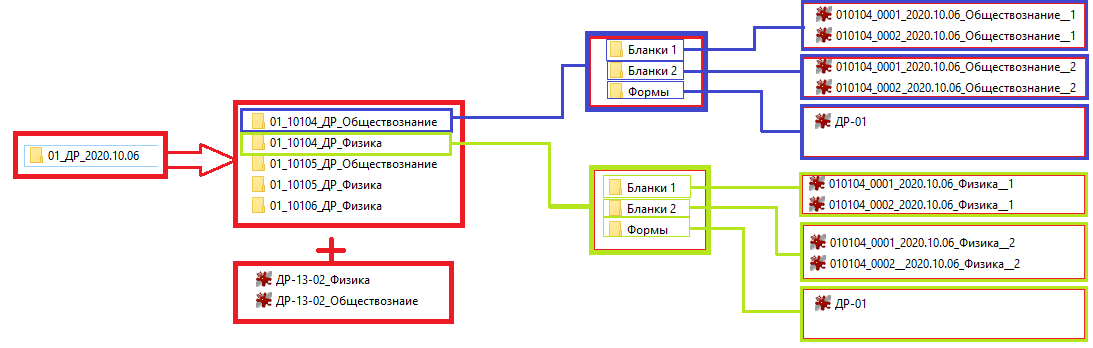 01_ДР_2020.10.06
01_10104_ДР_Обществознание
01_10104_ДР_Физика
01_10105_ДР_Обществознание
01_10105_ДР_Физика
01_10106_ДР_Физика
ДР-13-02_Физика
ДР-13-02_Обществознаие
Бланки 1
Бланки 2
Формы
010104_0001_2020.10.06_Обществознание__1
010104_0002_2020.10.06_Обществознание__1
010104_0001_2020.10.06_Обществознание__2
010104_0002_2020.10.06_Обществознание__2
ДР-01
Бланки 1
Бланки 2
Формы
010104_0001_2020.10.06_Физика__1
010104_0002_2020.10.06_Физика__1
010104_0001_2020.10.06_Физика__2
010104_0002__2020.10.06_Физика__2
ДР-01